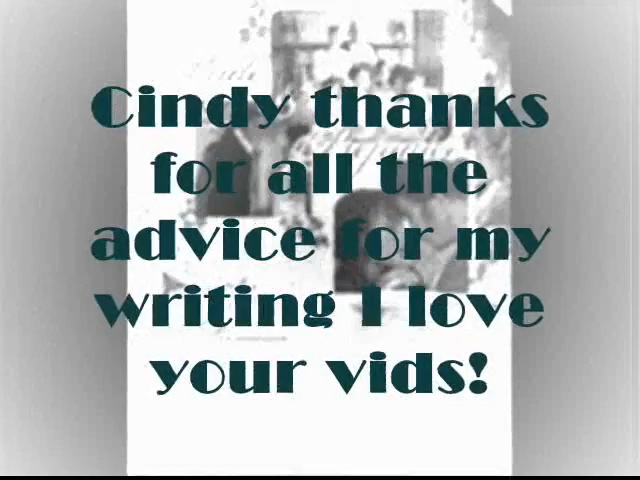 Cindy thanks
for all the
advice for my
writing I love
your vids!